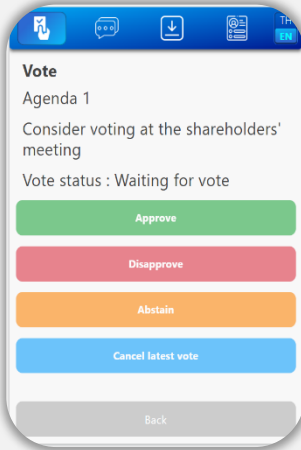 TH
EN
Vote
Agenda 1
Consider voting at the shareholders'
meeting
Vote status : Waiting for vote
Approve
Disapprove
Abstain
Cancel latest vote
Back